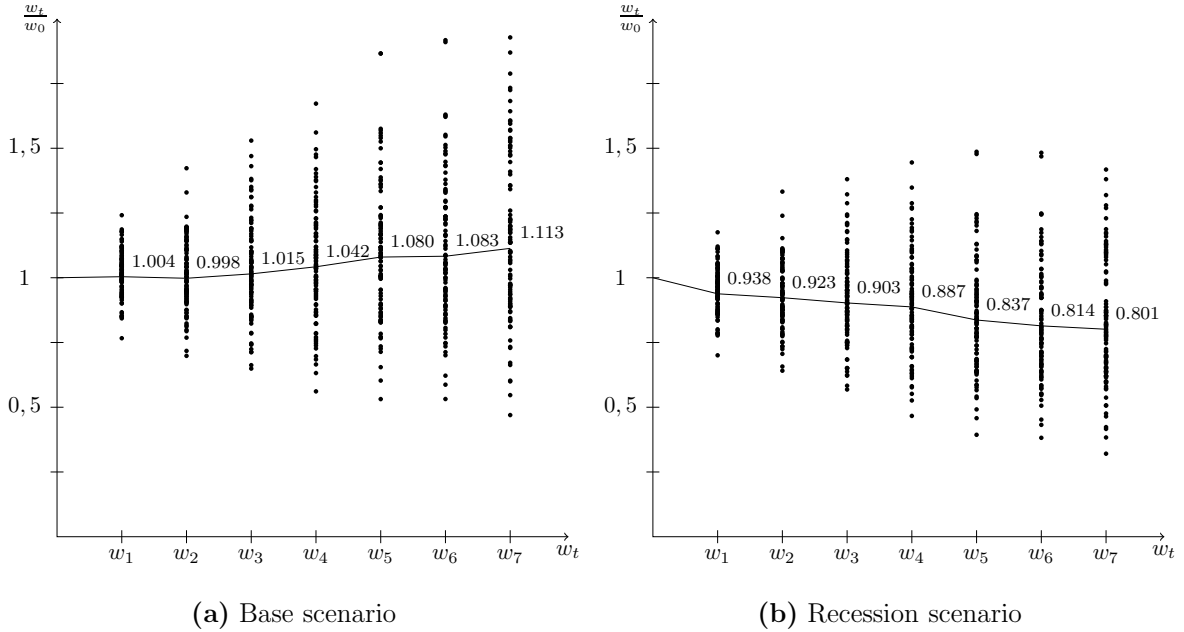 w_t/w_0
1,5
1
0,5
1.004 0.998 1.015 1.042 1.080 1.083 1.113
w_1 w_2 w_3 w_4 w_5 w_6 w_7 w_t
(a) Base scenario
w_t/w_0
1,5
1
0,5
0.938 0.923 0.903 0.887 0.837 0.814 0.801
w_1 w_2 w_3 w_4 w_5 w_6 w_7 w_t
(b) Recession scenario